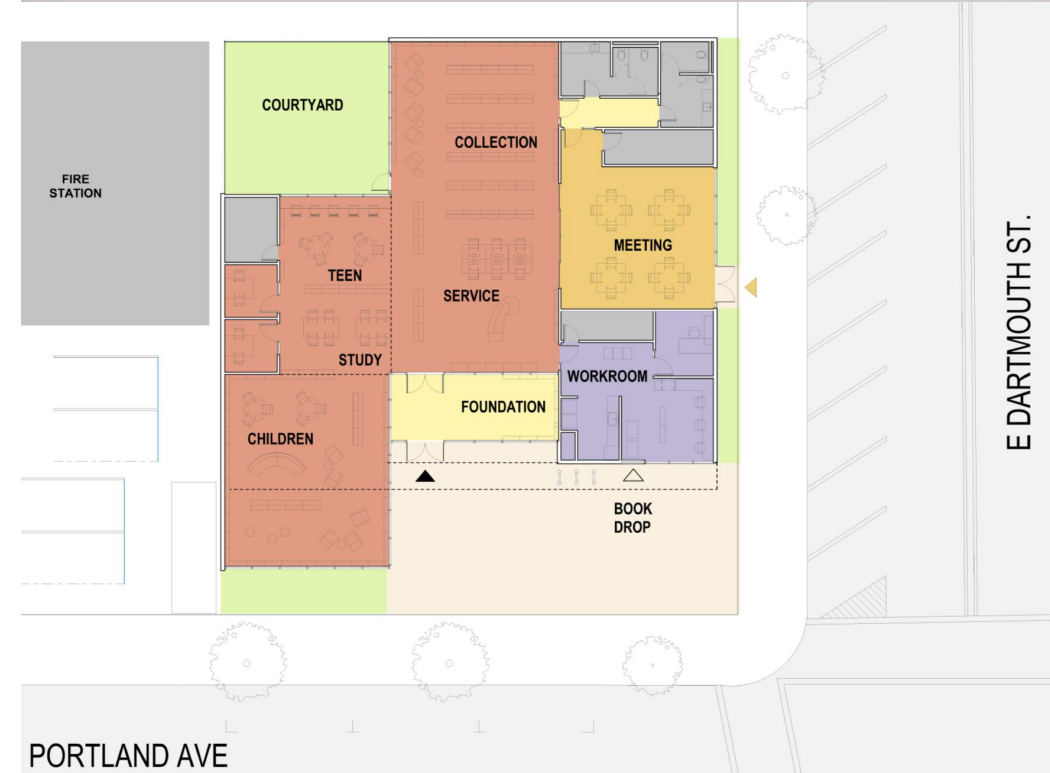 COURTYARD
COLLECTION
FIRE
STATION
MEETING
TEEN
SERVICE
STUDY
WORKROOM
FOUNDATION
CHILDREN
BOOK
DROP
E DARTMOUTH ST.
PORTLAND AVE